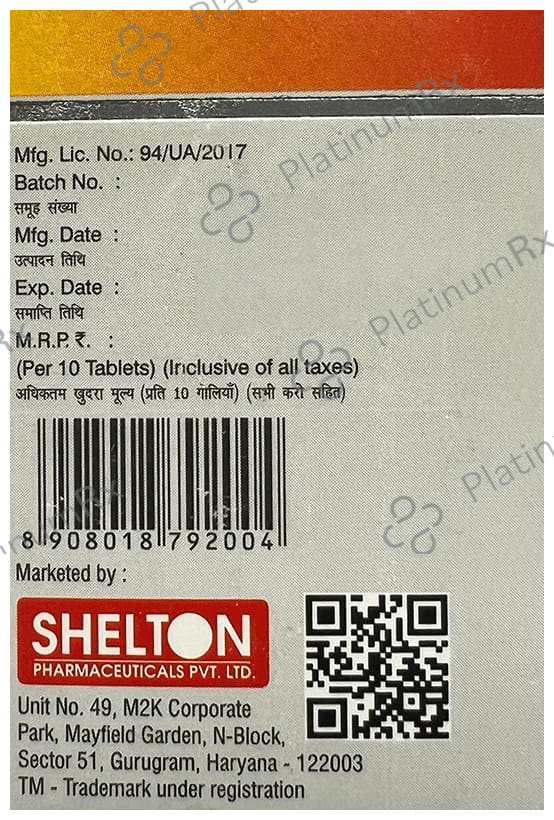 Mfg. Lic. No.: 94/UA/2017
Batch No. :
समूह संख्या
Mfg. Date :
उत्पादन तिथि
Exp. Date :
समाप्ति तिथि
M.R.P. ₹. :
(Per 10 Tablets) (Inclusive of all taxes)
अधिकतम खुदरा मूल्य (प्रति 10 गोलियाँ) (सभी करों सहित)
8 908018 792004
Marketed by :
SHELTON
PHARMACEUTICALS PVT. LTD.
Unit No. 49, M2K Corporate
Park, Mayfield Garden, N-Block,
Sector 51, Gurugram, Haryana - 122003
TM - Trademark under registration
PlatinumRx
PlatinumRx
PlatinumRx